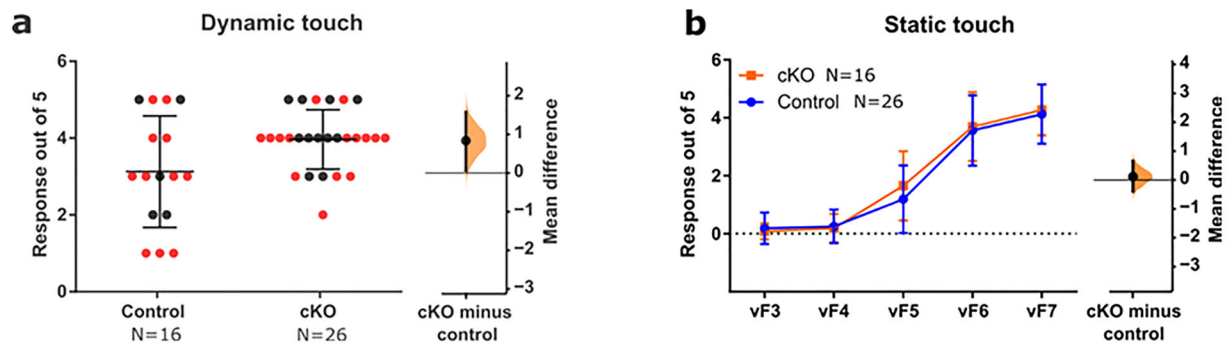 a
Dynamic touch
Response out of 5
6
4
2
0
Control
N=16
cKO
N=26
2
1
0
−1
−2
−3
Mean difference
cKO minus
control
b
Static touch
Response out of 5
6
4
2
0
cKO N=16
Control N=26
vF3
vF4
vF5
vF6
vF7
4
3
2
1
0
−1
−2
−3
Mean difference
cKO minus
control